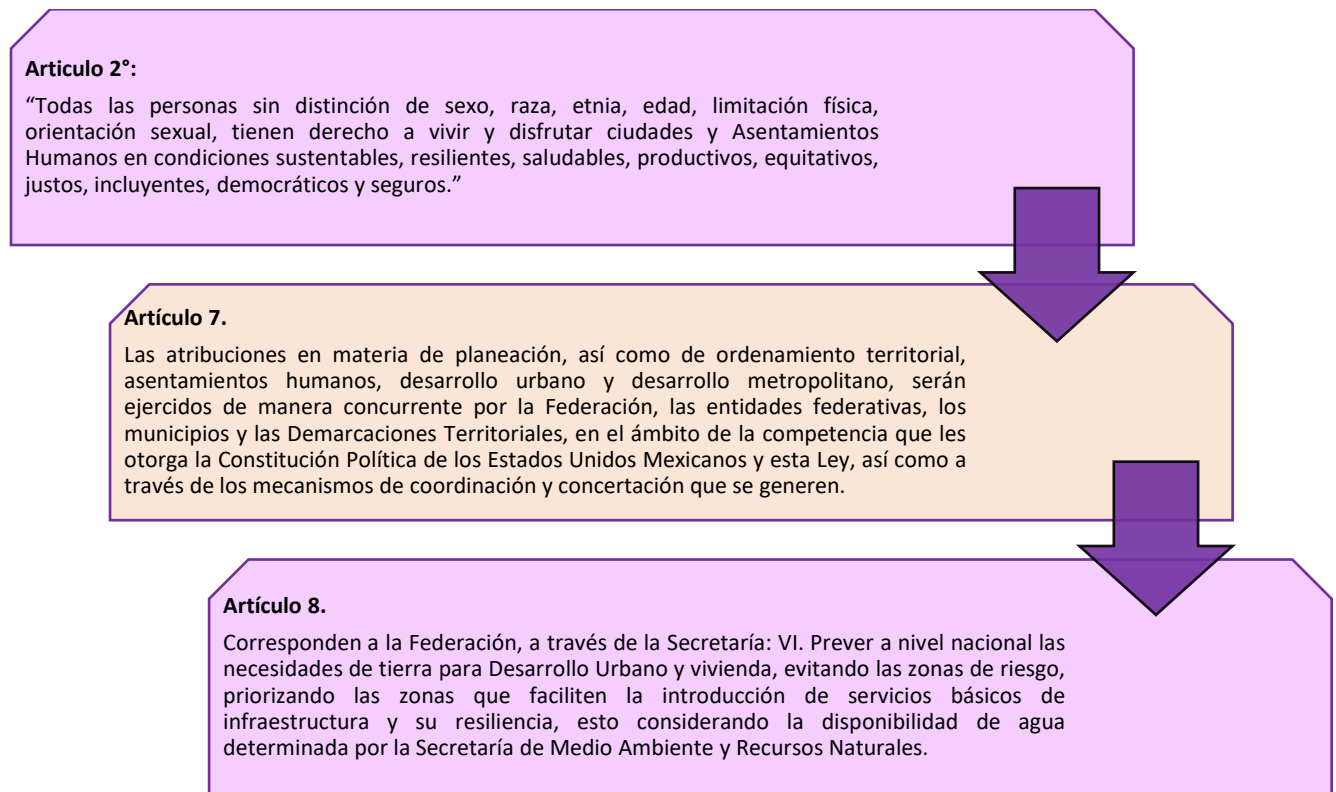 Articulo 2°:
“Todas las personas sin distinción de sexo, raza, etnia, edad, limitación física,
orientación sexual, tienen derecho a vivir y disfrutar ciudades y Asentamientos
Humanos en condiciones sustentables, resilientes, saludables, productivos, equitativos,
justos, incluyentes, democráticos y seguros.”
Artículo 7.
Las atribuciones en materia de planeación, así como de ordenamiento territorial,
asentamientos humanos, desarrollo urbano y desarrollo metropolitano, serán
ejercidos de manera concurrente por la Federación, las entidades federativas, los
municipios y las Demarcaciones Territoriales, en el ámbito de la competencia que les
otorga la Constitución Política de los Estados Unidos Mexicanos y esta Ley, así como a
través de los mecanismos de coordinación y concertación que se generen.
Artículo 8.
Corresponden a la Federación, a través de la Secretaría: VI. Prever a nivel nacional las
necesidades de tierra para Desarrollo Urbano y vivienda, evitando las zonas de riesgo,
priorizando las zonas que faciliten la introducción de servicios básicos de
infraestructura y su resiliencia, esto considerando la disponibilidad de agua
determinada por la Secretaría de Medio Ambiente y Recursos Naturales.